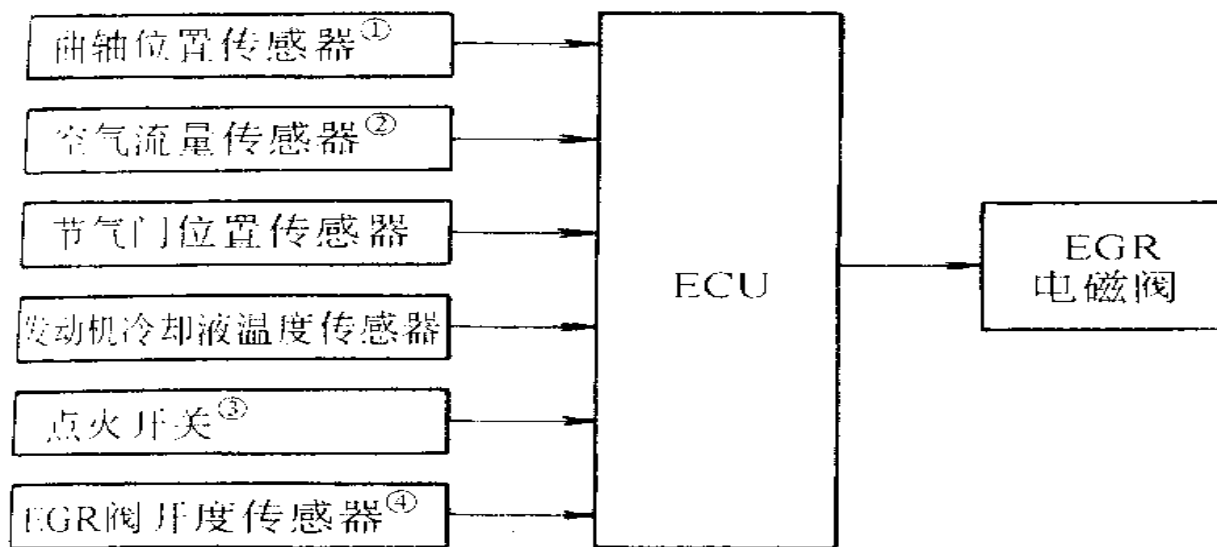 曲轴位置传感器①
空气流量传感器②
节气门位置传感器
发动机冷却液温度传感器
点火开关③
EGR阀开度传感器④
ECU
EGR
电磁阀